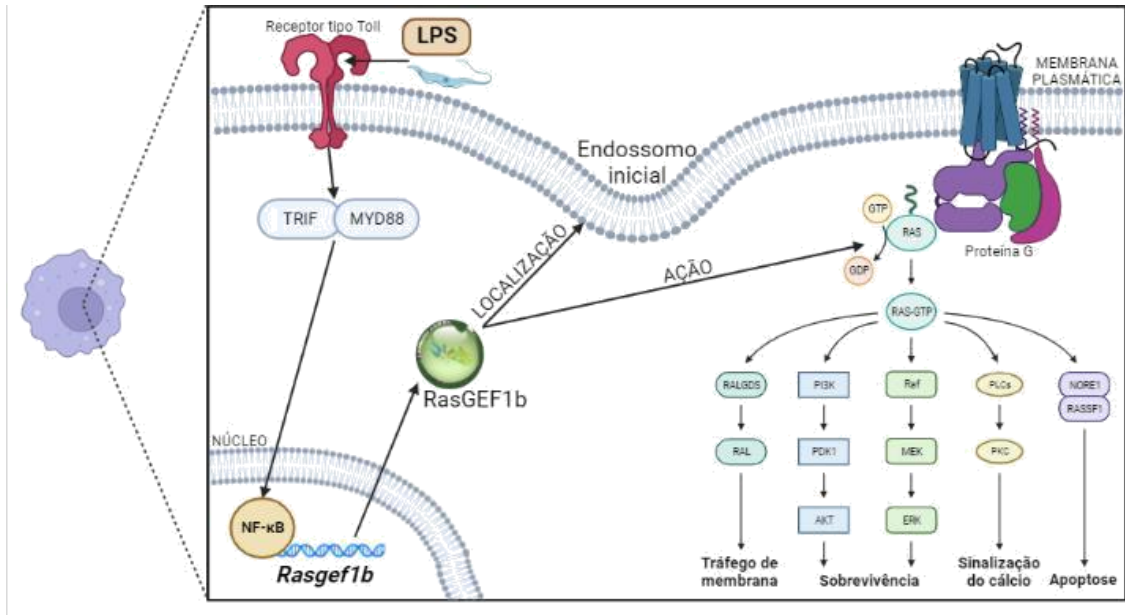 Receptor tipo Toll
LPS
MEMBRANA
PLASMÁTICA
Endossomo
inicial
TRIF
MYD88
GTP
RAS
GDP
Proteína G
LOCALIZAÇÃO
AÇÃO
RAS-GTP
RasGEF1b
RALGDS
PI3K
Ref
PLCs
NORE1
RASSF1
NÚCLEO
RAL
PDK1
MEK
PKC
NF-κB
AKT
ERK
Rasgef1b
Tráfego de
membrana
Sobrevivência
Sinalização
do cálcio
Apoptose